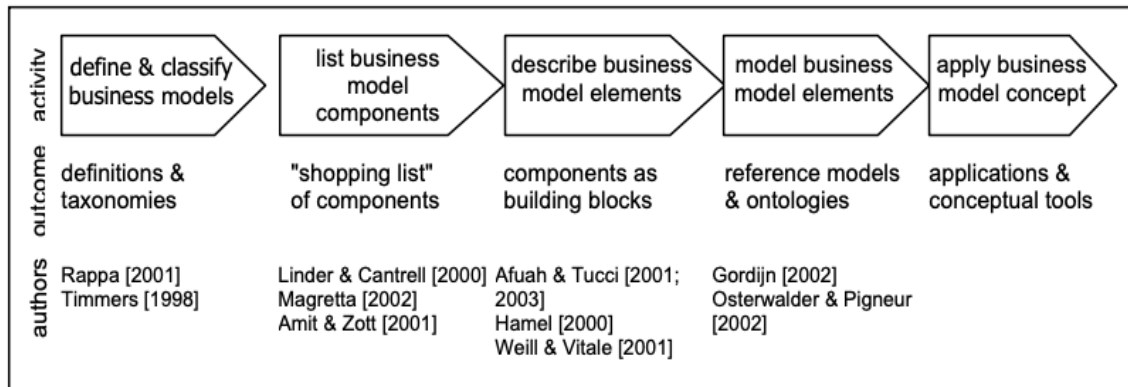 activity
define & classify
business models
list business
model
components
describe business
model elements
model business
model elements
apply business
model concept
outcome
definitions &
taxonomies
"shopping list"
of components
components as
building blocks
reference models
& ontologies
applications &
conceptual tools
authors
Rappa [2001]
Timmers [1998]
Linder & Cantrell [2000]
Magretta [2002]
Amit & Zott [2001]
Afuah & Tucci [2001;
2003]
Hamel [2000]
Weill & Vitale [2001]
Gordijn [2002]
Osterwalder & Pigneur
[2002]